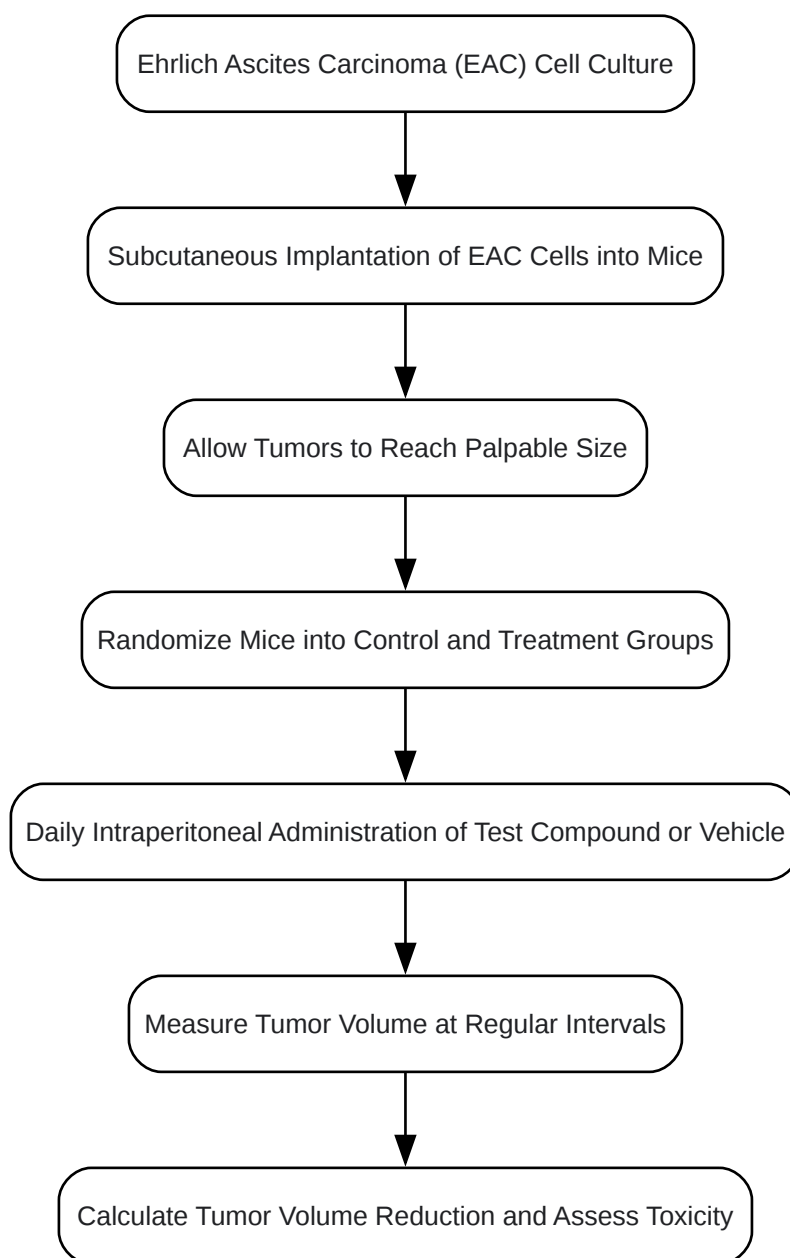 Ehrlich Ascites Carcinoma (EAC) Cell Culture
Subcutaneous Implantation of EAC Cells into Mice
Allow Tumors to Reach Palpable Size
Randomize Mice into Control and Treatment Groups
Daily Intraperitoneal Administration of Test Compound or Vehicle
Measure Tumor Volume at Regular Intervals
Calculate Tumor Volume Reduction and Assess Toxicity